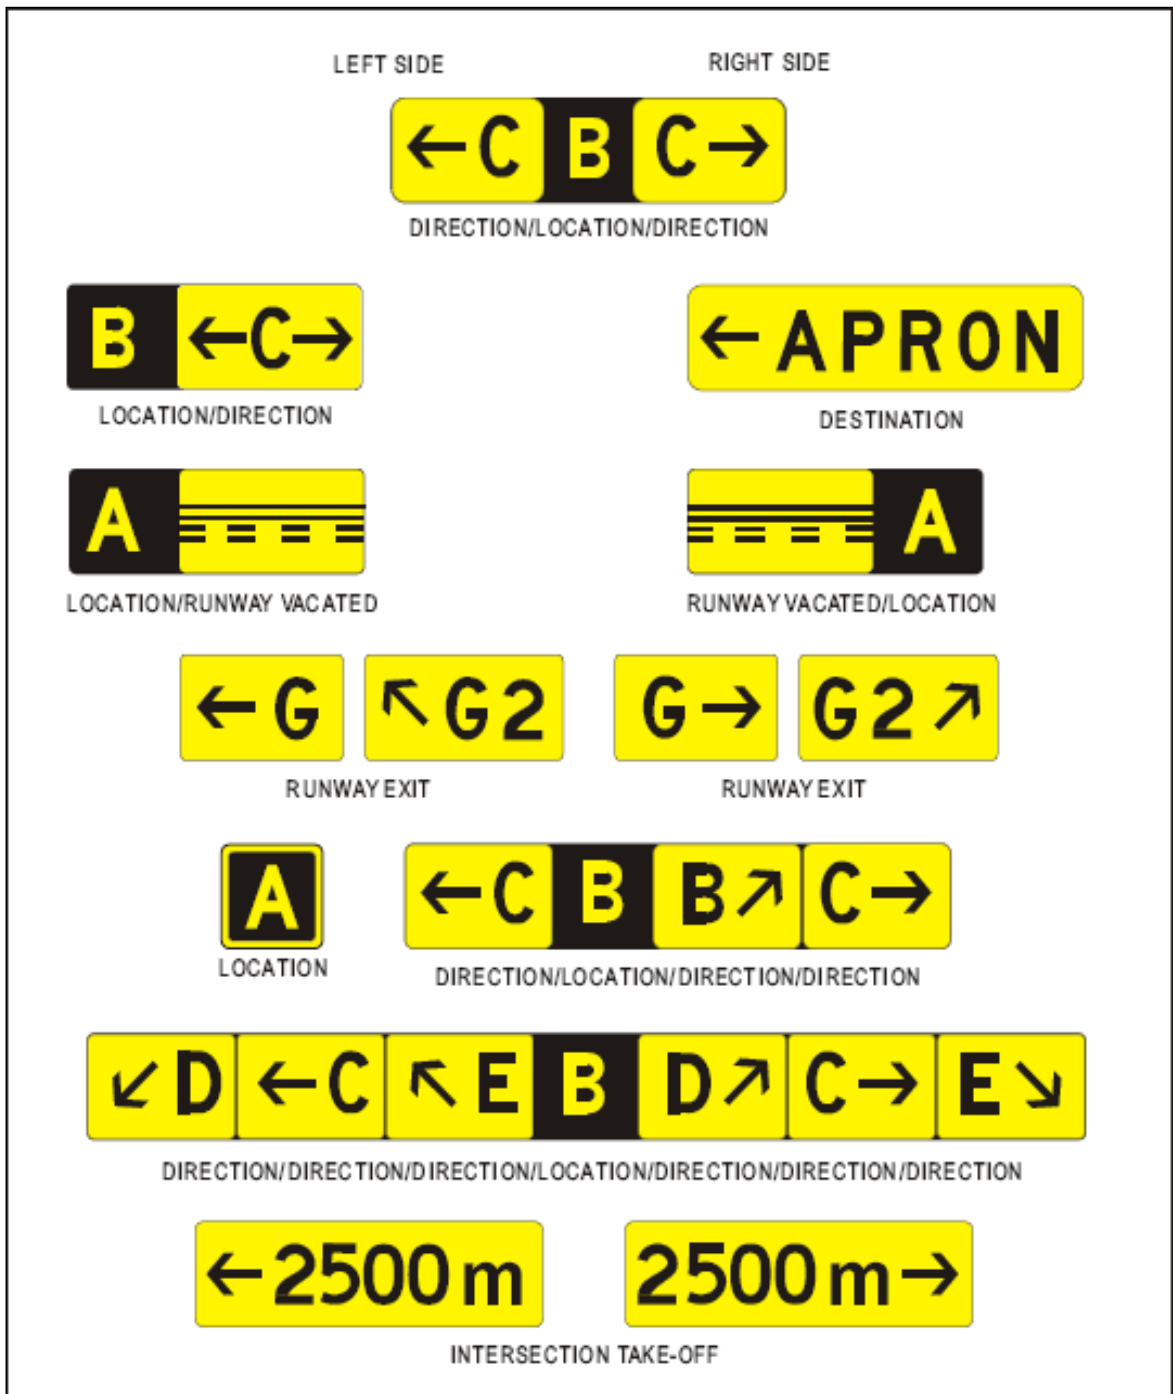 LEFT SIDE RIGHT SIDE
←C B C→
DIRECTION/LOCATION/DIRECTION
B ←C→ ←APRON
LOCATION/DIRECTION DESTINATION
A A
LOCATION/RUNWAY VACATED RUNWAY VACATED/LOCATION
←G ↖G2 G→ G2↗
RUNWAY EXIT RUNWAY EXIT
A ←C B B↗ C→
LOCATION DIRECTION/LOCATION/DIRECTION/DIRECTION
↙D ←C ↖E B D↗ C→ E↘
DIRECTION/DIRECTION/DIRECTION/LOCATION/DIRECTION/DIRECTION/DIRECTION
←2500m 2500m→
INTERSECTION TAKE-OFF